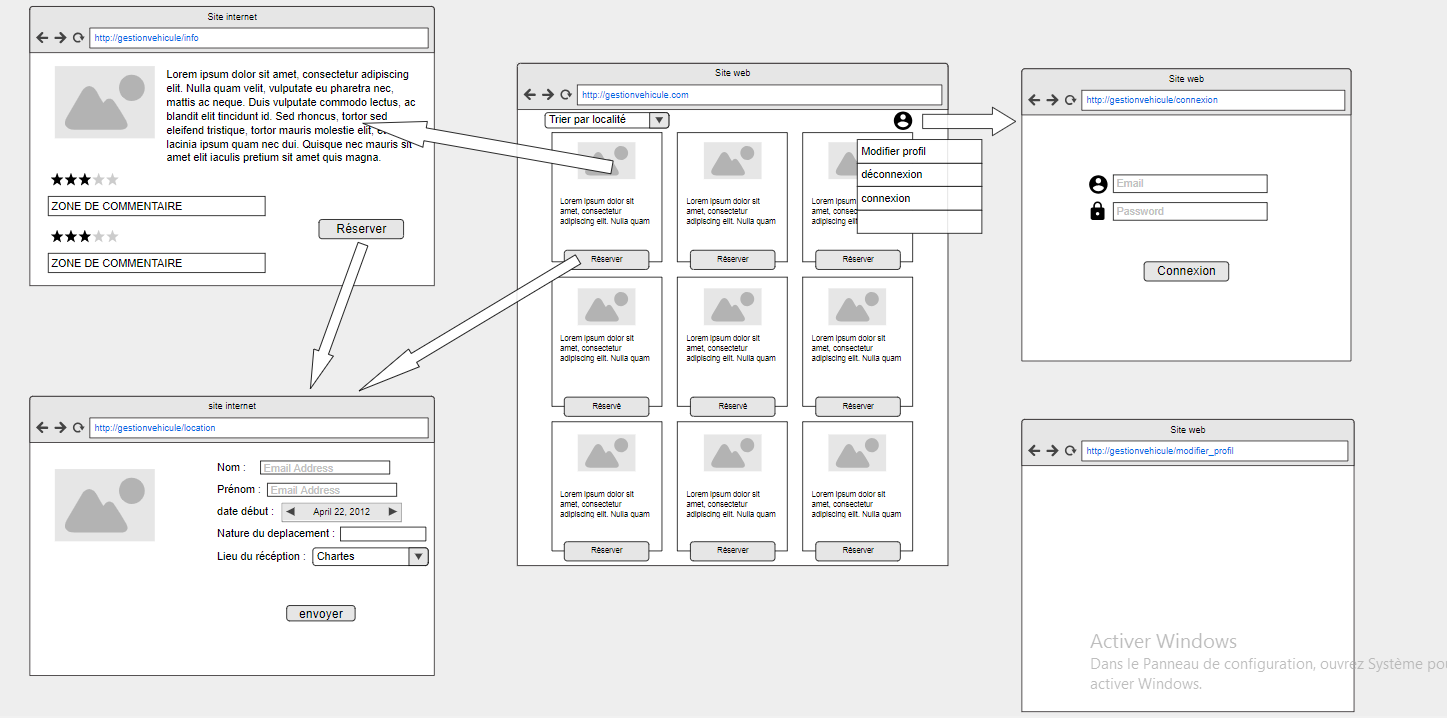 Site internet
http://gestionvehicule/info
Lorem ipsum dolor sit amet, consectetur adipiscing
elit. Nulla quam velit, vulputate eu pharetra nec,
mattis ac neque. Duis vulputate commodo lectus, ac
blandit elit tincidunt id. Sed rhoncus, tortor sed
eleifend tristique, tortor mauris molestie elit,
lacinia ipsum quam nec dui. Quisque nec mauris sit
amet elit iaculis pretium sit amet quis magna.
ZONE DE COMMENTAIRE
Réserver
ZONE DE COMMENTAIRE
site internet
http://gestionvehicule/location
Nom : Email Address
Prénom : Email Address
date début : April 22, 2012
Nature du deplacement :
Lieu du récéption : Chartes
envoyer
Site web
http://gestionvehicule.com
Trier par localité
Modifier profil
déconnexion
connexion
Lorem ipsum dolor sit
amet, consectetur
adipiscing elit. Nulla quam
Réserver
Lorem ipsum dolor sit
amet, consectetur
adipiscing elit. Nulla quam
Réserver
Lorem ipsum
amet, consectetur
adipiscing elit.
Réserver
Lorem ipsum dolor sit
amet, consectetur
adipiscing elit. Nulla quam
Réservé
Lorem ipsum dolor sit
amet, consectetur
adipiscing elit. Nulla quam
Réservé
Lorem ipsum dolor sit
amet, consectetur
adipiscing elit. Nulla quam
Réserver
Lorem ipsum dolor sit
amet, consectetur
adipiscing elit. Nulla quam
Réserver
Lorem ipsum dolor sit
amet, consectetur
adipiscing elit. Nulla quam
Réserver
Lorem ipsum dolor sit
amet, consectetur
adipiscing elit. Nulla quam
Réserver
Site web
http://gestionvehicule/connexion
Email
Password
Connexion
Site web
http://gestionvehicule/modifier_profil
Activer Windows
Dans le Panneau de configuration, ouvrez Système pou
activer Windows.